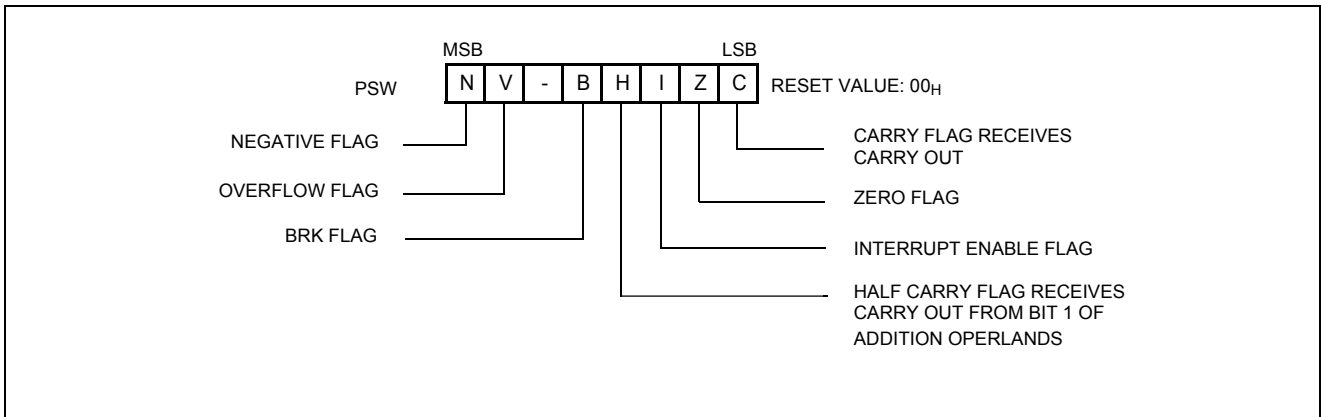 MSB LSB
PSW N V - B H I Z C RESET VALUE: 00H
NEGATIVE FLAG
OVERFLOW FLAG
BRK FLAG
CARRY FLAG RECEIVES
CARRY OUT
ZERO FLAG
INTERRUPT ENABLE FLAG
HALF CARRY FLAG RECEIVES
CARRY OUT FROM BIT 1 OF
ADDITION OPERLANDS